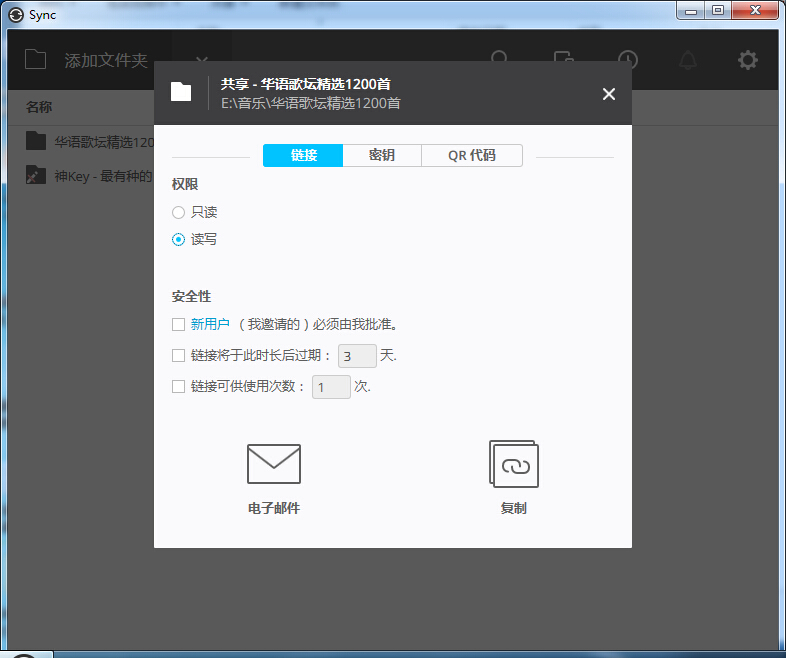 Sync
添加文件夹
名称
华语歌坛精选120
神Key - 最有种的
共享 - 华语歌坛精选1200首
E:\音乐\华语歌坛精选1200首
链接
密钥
QR 代码
权限
只读
读写
安全性
新用户 （我邀请的）必须由我批准。
链接将于此时长后过期： 3 天.
链接可供使用次数： 1 次.
电子邮件
复制